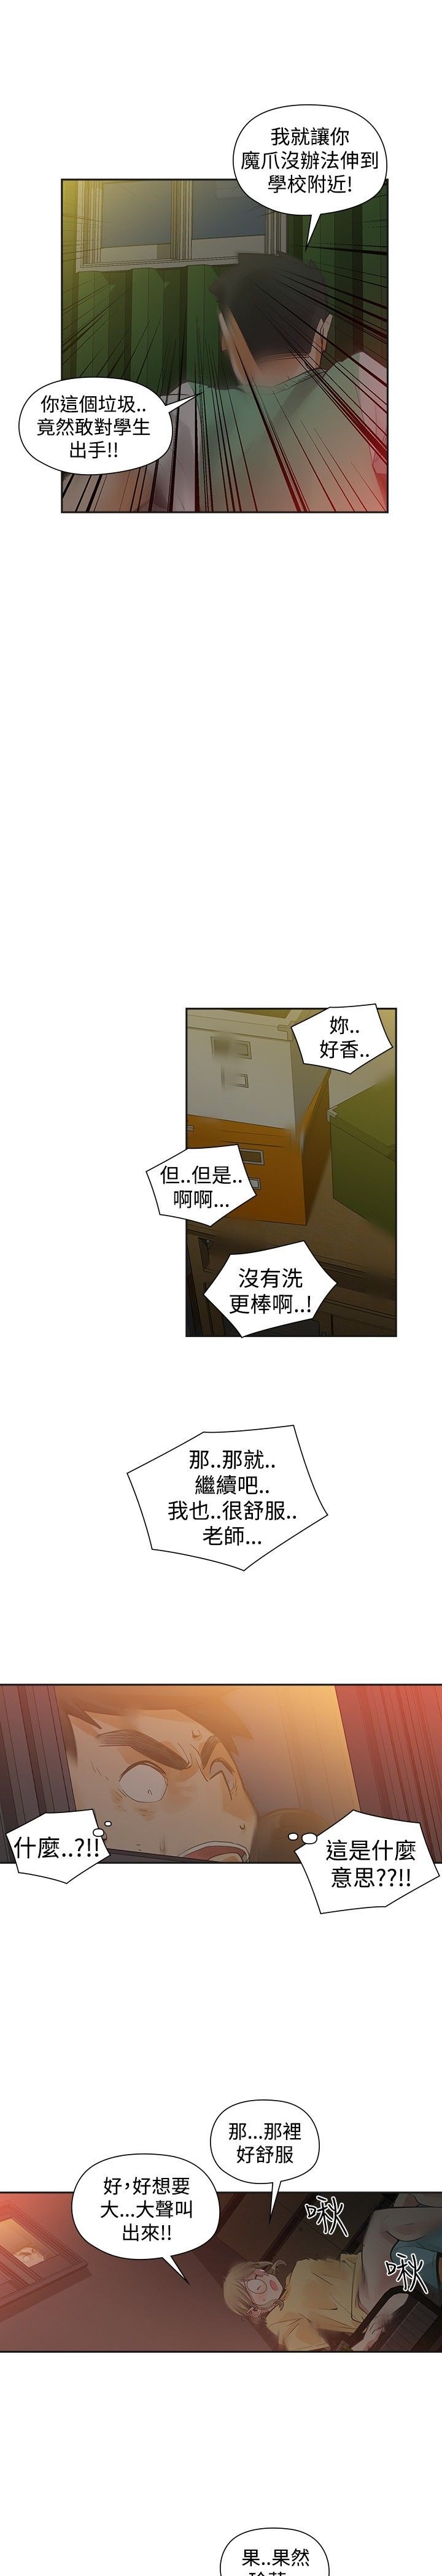 我就讓你
魔爪沒辦法伸到
學校附近!
你這個垃圾..
竟然敢對學生
出手!!
妳..
好香..
但..但是..
啊啊...
沒有洗
更棒啊..!
那..那就..
繼續吧..
我也..很舒服..
老師...
什麼..?!!
這是什麼
意思??!!
那...那裡
好舒服
好,好想要
大...大聲叫
出來!!
啾
啾
果..果然